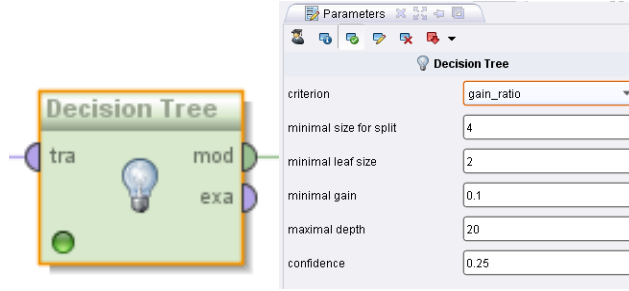 Decision Tree
tra
mod
exa
Parameters
Decision Tree
criterion
gain_ratio
minimal size for split
4
minimal leaf size
2
minimal gain
0.1
maximal depth
20
confidence
0.25